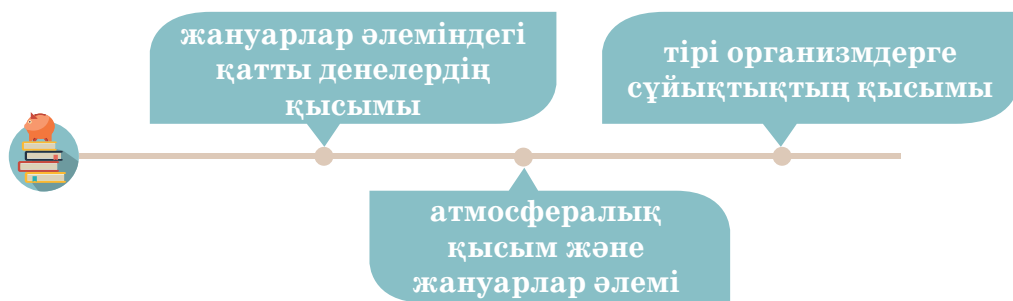 жануарлар әлеміндегі
қатты денелердің
қысымы
атмосфералық
қысым және
жануарлар әлемі
тірі организмдерге
сұйықтықтың қысымы